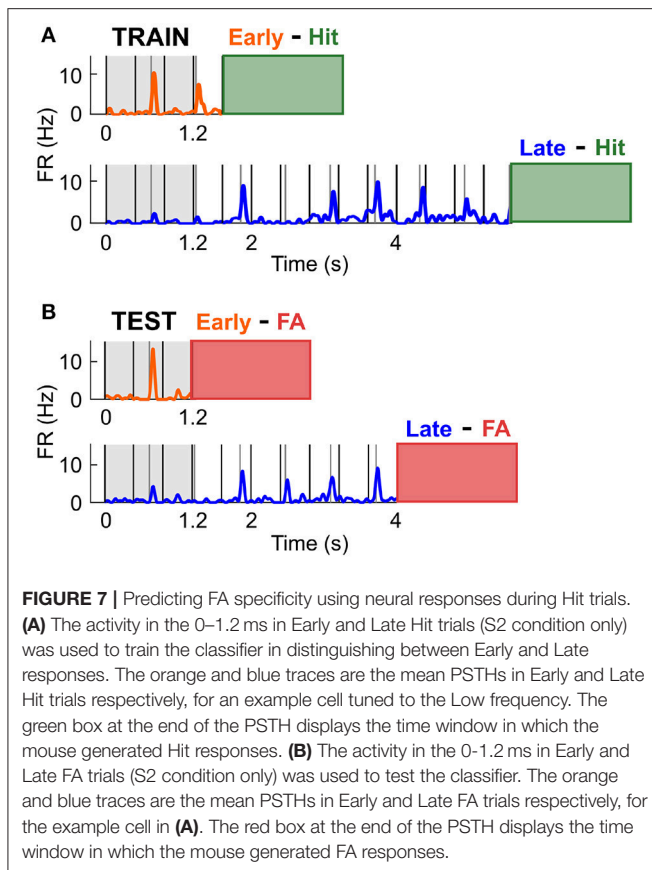 A
TRAIN Early - Hit
10
0
0 1.2
Late - Hit
FR (Hz)
10
0
0 1.2 2 4
Time (s)
B
TEST Early - FA
10
0
0 1.2
Late - FA
FR (Hz)
10
0
0 1.2 2 4
Time (s)
FIGURE 7 | Predicting FA specificity using neural responses during Hit trials.
(A) The activity in the 0–1.2 ms in Early and Late Hit trials (S2 condition only)
was used to train the classifier in distinguishing between Early and Late
responses. The orange and blue traces are the mean PSTHs in Early and Late
Hit trials respectively, for an example cell tuned to the Low frequency. The
green box at the end of the PSTH displays the time window in which the
mouse generated Hit responses. (B) The activity in the 0-1.2 ms in Early and
Late FA trials (S2 condition only) was used to test the classifier. The orange
and blue traces are the mean PSTHs in Early and Late FA trials respectively, for
the example cell in (A). The red box at the end of the PSTH displays the time
window in which the mouse generated FA responses.